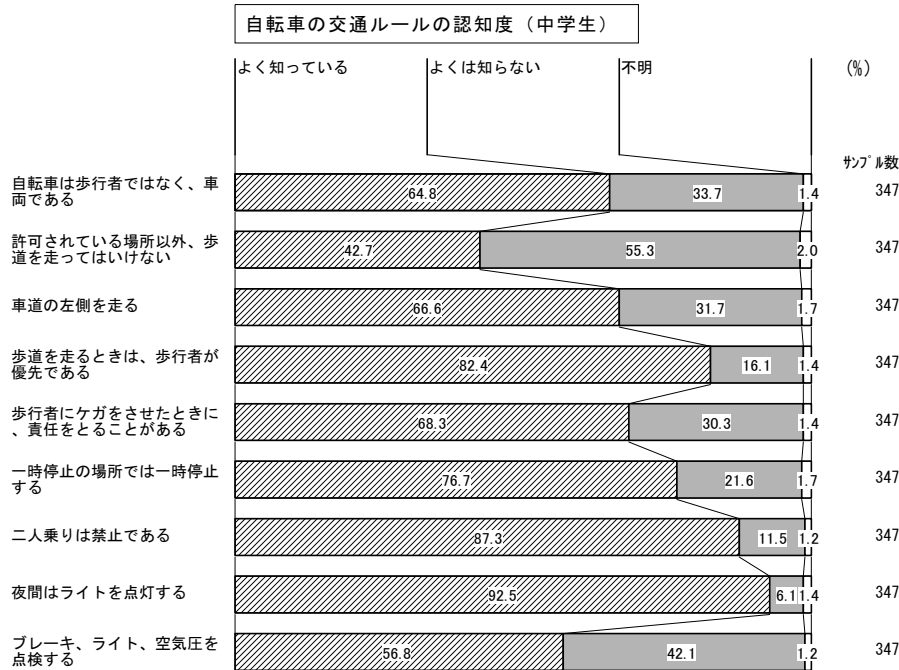 自転車の交通ルールの認知度（中学生）
よく知っている
よくは知らない
不明
(%)
ｻﾝﾌﾟﾙ数
自転車は歩行者ではなく、車
両である
64.8
33.7
1.4
347
許可されている場所以外、歩
道を走ってはいけない
42.7
55.3
2.0
347
車道の左側を走る
66.6
31.7
1.7
347
歩道を走るときは、歩行者が
優先である
82.4
16.1
1.4
347
歩行者にケガをさせたときに
、責任をとることがある
68.3
30.3
1.4
347
一時停止の場所では一時停止
する
76.7
21.6
1.7
347
二人乗りは禁止である
87.3
11.5
1.2
347
夜間はライトを点灯する
92.5
6.1
1.4
347
ブレーキ、ライト、空気圧を
点検する
56.8
42.1
1.2
347